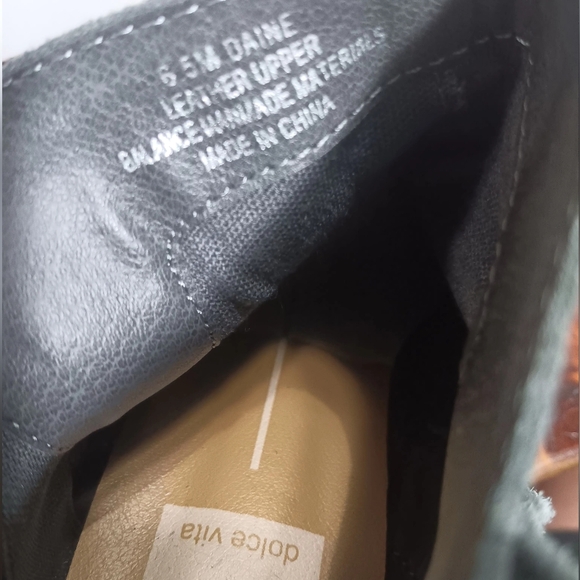 6.5M DAINE
LEATHER UPPER
BALANCE MANMADE MATERIALS
MADE IN CHINA
dolce vita